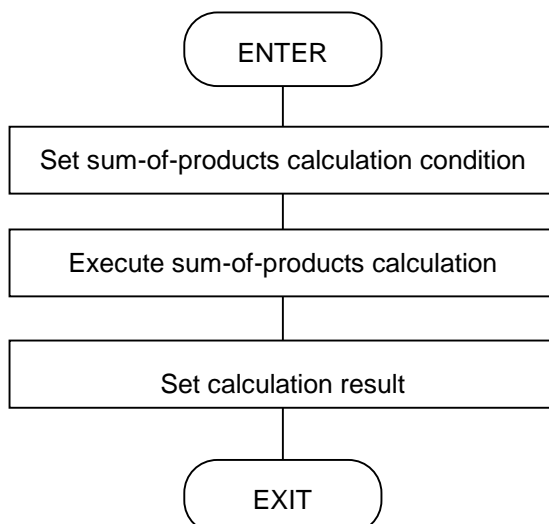 ENTER
Set sum-of-products calculation condition
Execute sum-of-products calculation
Set calculation result
EXIT